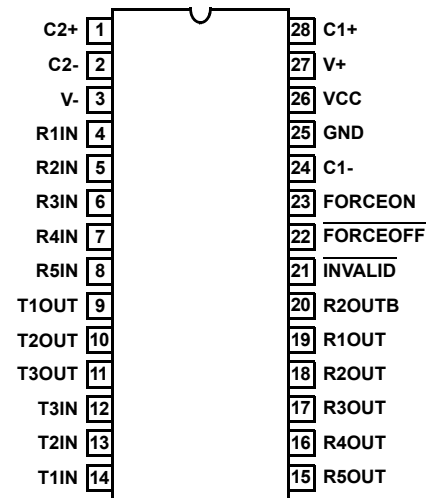 C2+ 1 28 C1+
C2- 2 27 V+
V- 3 26 VCC
R1IN 4 25 GND
R2IN 5 24 C1-
R3IN 6 23 FORCEON
R4IN 7 22 FORCEOFF
R5IN 8 21 INVALID
T1OUT 9 20 R2OUTB
T2OUT 10 19 R1OUT
T3OUT 11 18 R2OUT
T3IN 12 17 R3OUT
T2IN 13 16 R4OUT
T1IN 14 15 R5OUT